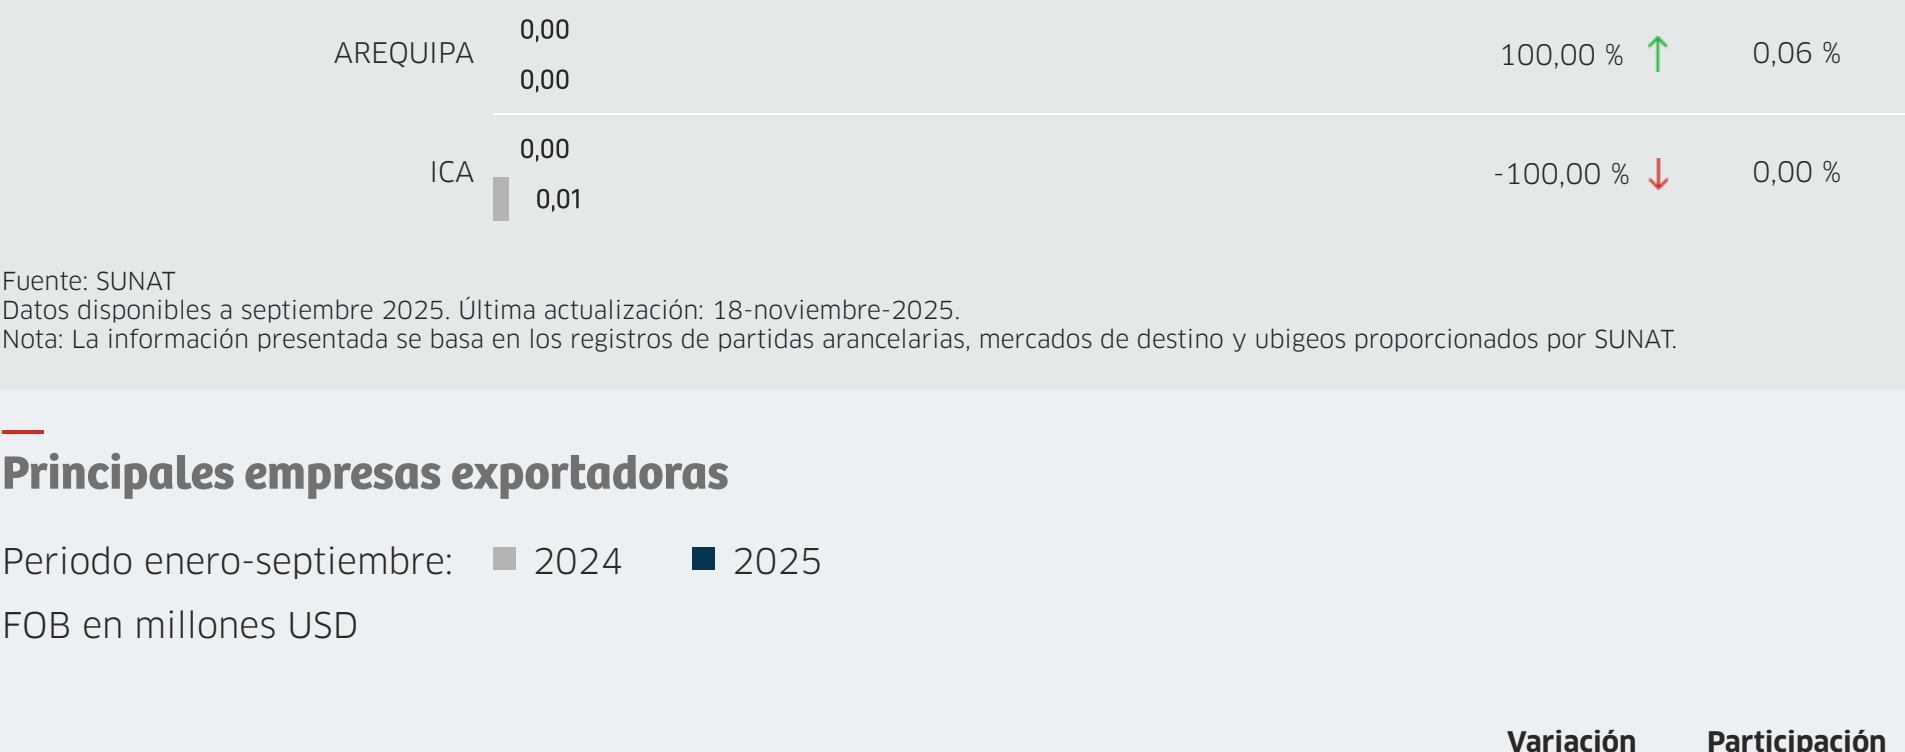 0,00
AREQUIPA 100,00 % 0,06 %
0,00
0,00
ICA -100,00 % 0,00 %
0,01
Fuente: SUNAT
Datos disponibles a septiembre 2025. Última actualización: 18-noviembre-2025.
Nota: La información presentada se basa en los registros de partidas arancelarias, mercados de destino y ubigeos proporcionados por SUNAT.
Principales empresas exportadoras
Periodo enero-septiembre: 2024 2025
FOB en millones USD
Variación Participación